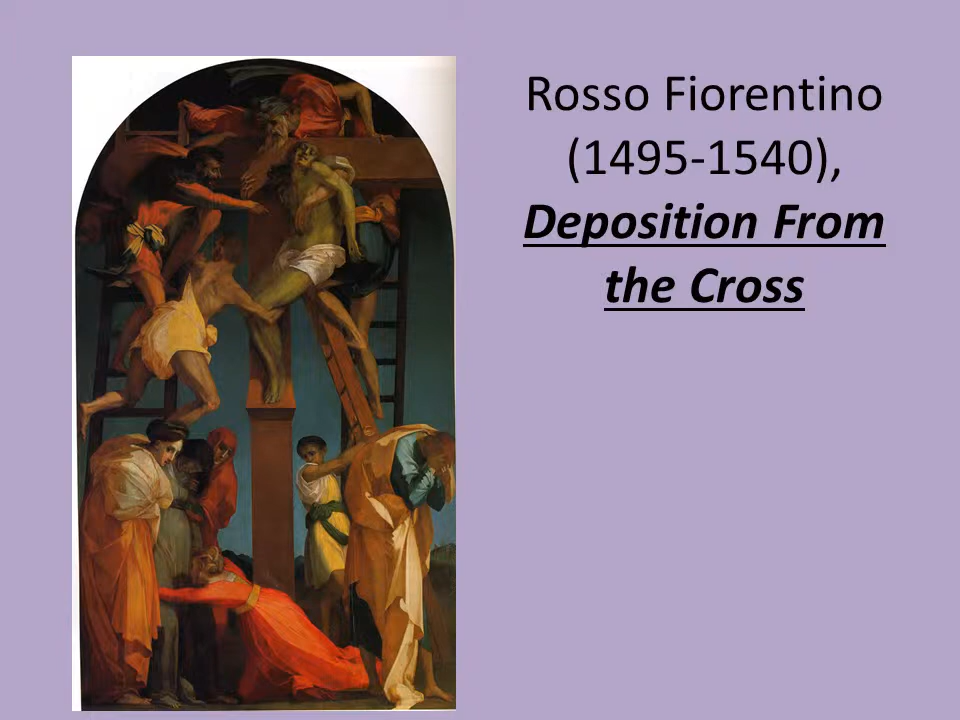 Rosso Fiorentino
(1495-1540),
Deposition From
the Cross